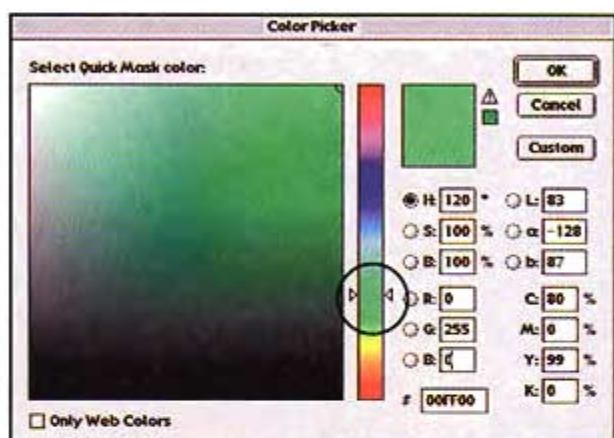 Color Picker
Select Quick Mask color:
OK
Cancel
Custom
H: 120 °
S: 100 %
B: 100 %
R: 0
G: 255
B: 0
# 00FF00
L: 83
a: -128
b: 87
C: 80 %
M: 0 %
Y: 99 %
K: 0 %
Only Web Colors